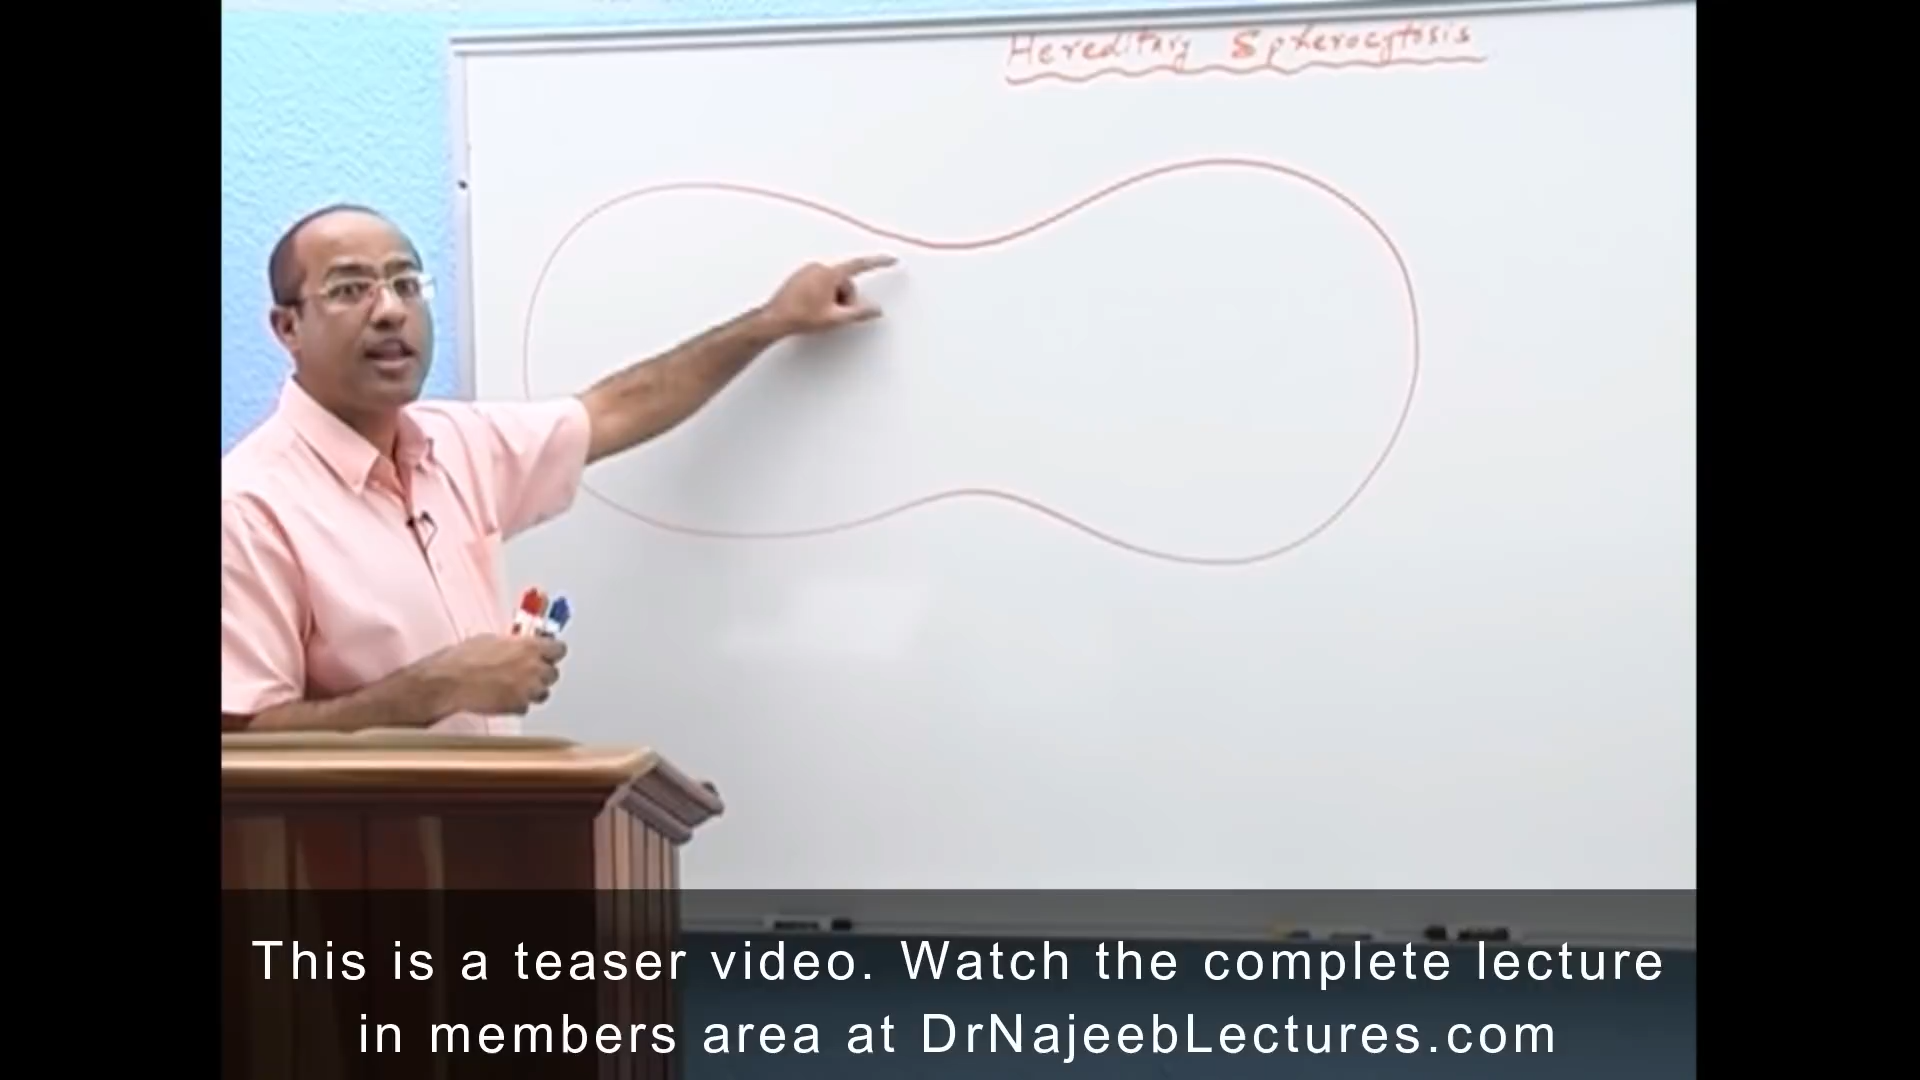 Hereditary Spherocytosis
This is a teaser video. Watch the complete lecture
in members area at DrNajeebLectures.com